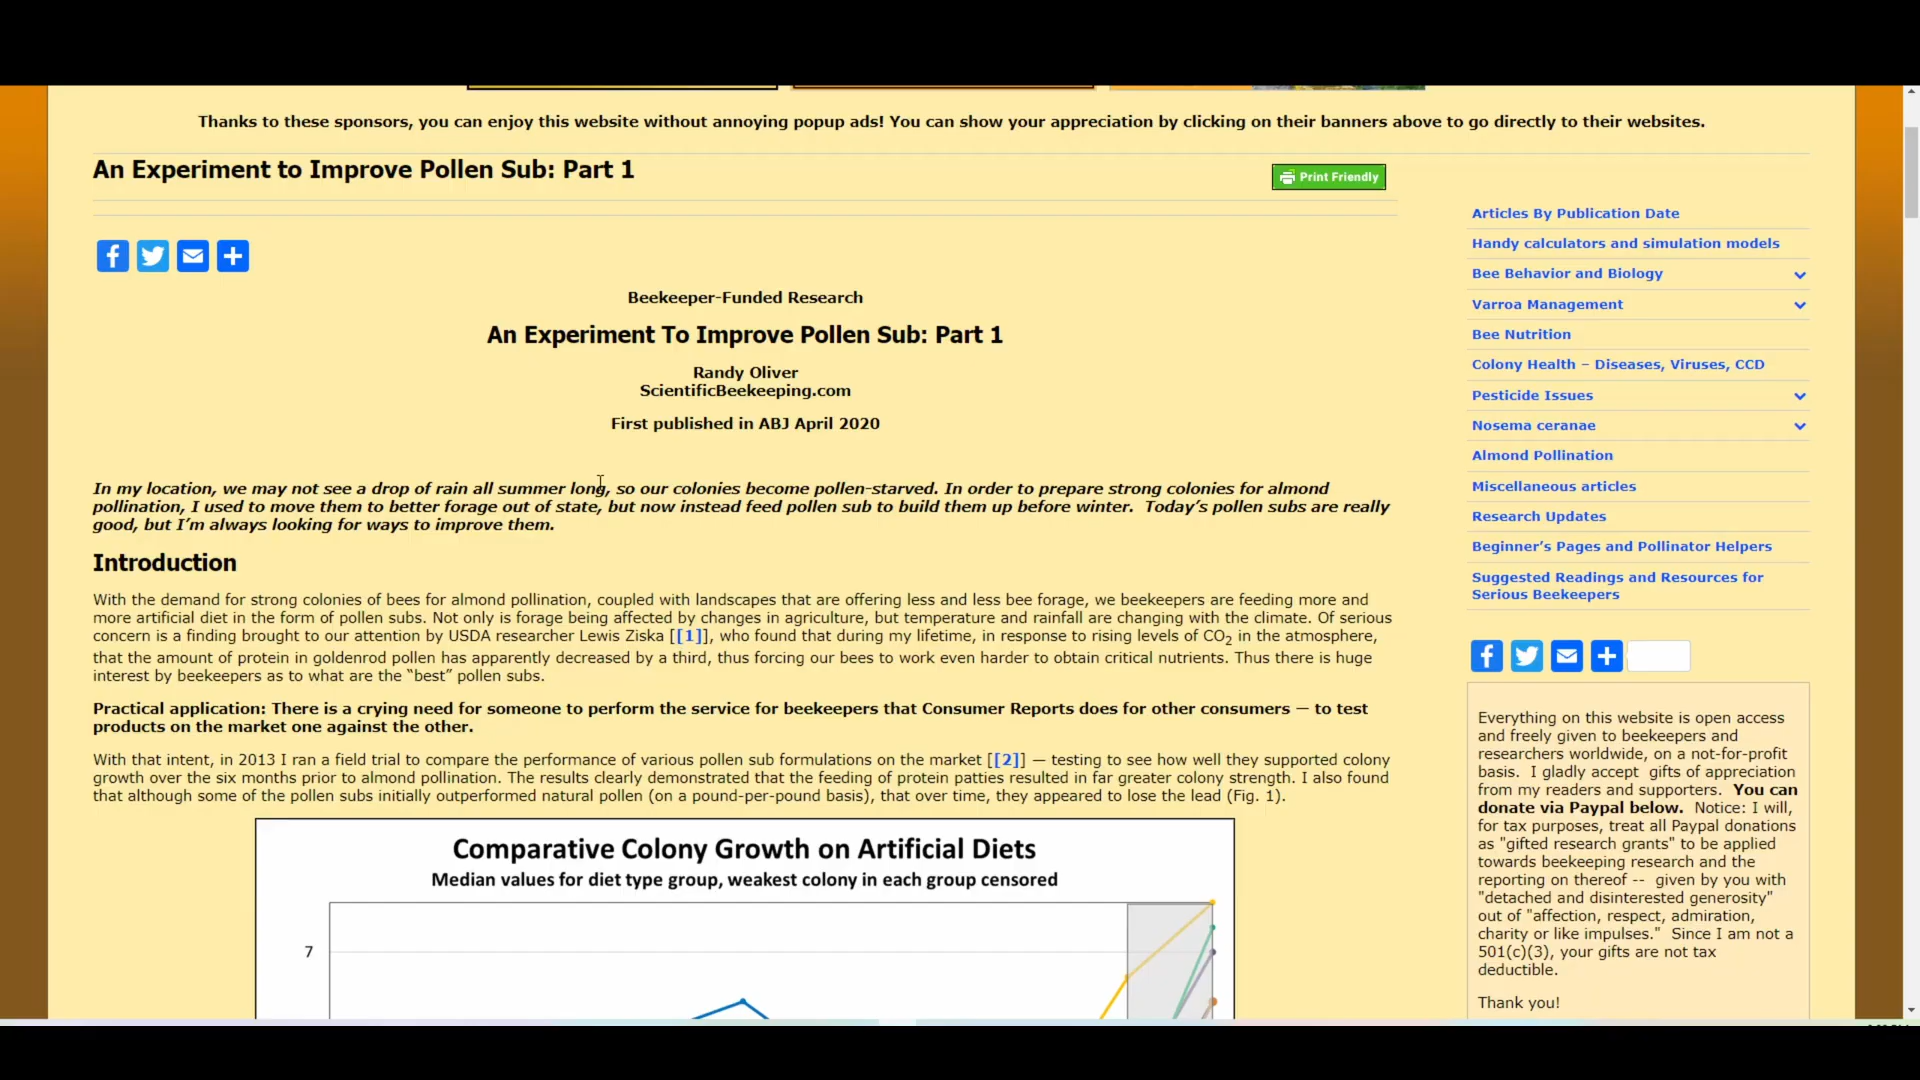 Thanks to these sponsors, you can enjoy this website without annoying popup ads! You can show your appreciation by clicking on their banners above to go directly to their websites.
An Experiment to Improve Pollen Sub: Part 1
Print Friendly
Beekeeper-Funded Research
An Experiment To Improve Pollen Sub: Part 1
Randy Oliver
ScientificBeekeeping.com
First published in ABJ April 2020
In my location, we may not see a drop of rain all summer long, so our colonies become pollen-starved. In order to prepare strong colonies for almond
pollination, I used to move them to better forage out of state, but now instead feed pollen sub to build them up before winter.  Today’s pollen subs are really
good, but I’m always looking for ways to improve them.
Introduction
With the demand for strong colonies of bees for almond pollination, coupled with landscapes that are offering less and less bee forage, we beekeepers are feeding more and
more artificial diet in the form of pollen subs. Not only is forage being affected by changes in agriculture, but temperature and rainfall are changing with the climate. Of serious
concern is a finding brought to our attention by USDA researcher Lewis Ziska [[1]], who found that during my lifetime, in response to rising levels of CO2 in the atmosphere,
that the amount of protein in goldenrod pollen has apparently decreased by a third, thus forcing our bees to work even harder to obtain critical nutrients. Thus there is huge
interest by beekeepers as to what are the “best” pollen subs.
Practical application: There is a crying need for someone to perform the service for beekeepers that Consumer Reports does for other consumers — to test
products on the market one against the other.
With that intent, in 2013 I ran a field trial to compare the performance of various pollen sub formulations on the market [[2]] — testing to see how well they supported colony
growth over the six months prior to almond pollination. The results clearly demonstrated that the feeding of protein patties resulted in far greater colony strength. I also found
that although some of the pollen subs initially outperformed natural pollen (on a pound-per-pound basis), that over time, they appeared to lose the lead (Fig. 1).
Comparative Colony Growth on Artificial Diets
Median values for diet type group, weakest colony in each group censored
7
Articles By Publication Date
Handy calculators and simulation models
Bee Behavior and Biology
Varroa Management
Bee Nutrition
Colony Health – Diseases, Viruses, CCD
Pesticide Issues
Nosema ceranae
Almond Pollination
Miscellaneous articles
Research Updates
Beginner’s Pages and Pollinator Helpers
Suggested Readings and Resources for
Serious Beekeepers
Everything on this website is open access
and freely given to beekeepers and
researchers worldwide, on a not-for-profit
basis.  I gladly accept  gifts of appreciation
from my readers and supporters.  You can
donate via Paypal below.  Notice: I will,
for tax purposes, treat all Paypal donations
as "gifted research grants" to be applied
towards beekeeping research and the
reporting on thereof --  given by you with
"detached and disinterested generosity"
out of "affection, respect, admiration,
charity or like impulses."  Since I am not a
501(c)(3), your gifts are not tax
deductible.
Thank you!